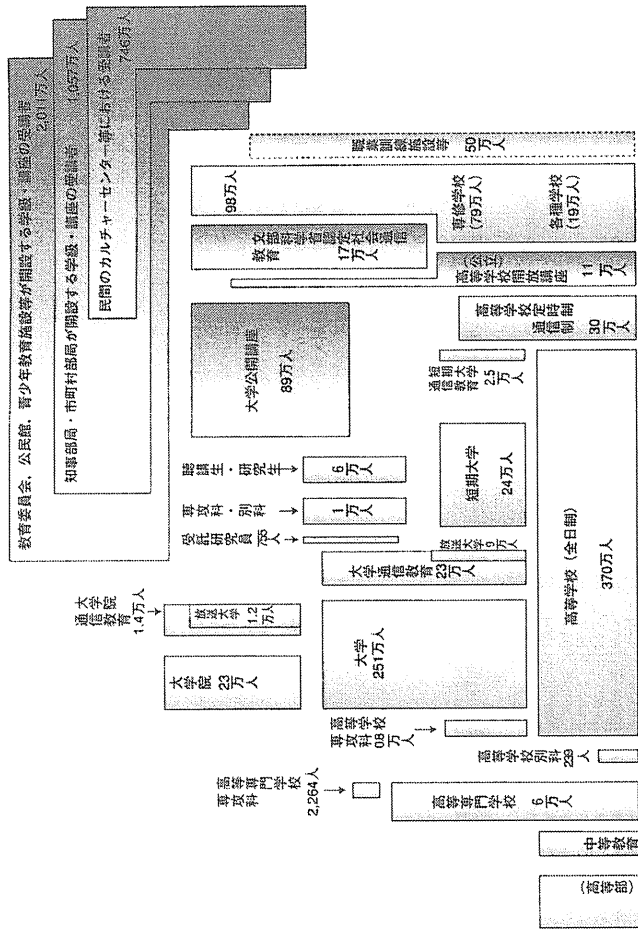 教育委員会、公民館、青少年教育施設等が開設する学級・講座の受講者
2,011万人
知事部局・市町村部局が開設する学級・講座の受講者
1,057万人
民間のカルチャーセンター等における受講者
746万人
大学院
通信教育
1.4万人
放送大学
1.2
万人
大学院
23万人
受託研究員
755人
専攻科・別科
1万人
聴講生・研究生
6万人
大学公開講座
89万人
文部科学省認定社会通信
教育
17万人
98万人
専修学校
(79万人)
各種学校
(19万人)
職業訓練施設等
50万人
高等専門学校
専攻科
2,264人
高等学校
専攻科
0.8万人
大学
251万人
大学通信教育
23万人
放送大学
9万人
短期大学
24万人
短期大学
通信教育
2.5万人
(公立)
高等学校開放講座
11万人
高等学校定時制
通信制
30万人
(高等部)
中等教育
高等専門学校
6万人
高等学校別科
239人
高等学校(全日制)
370万人